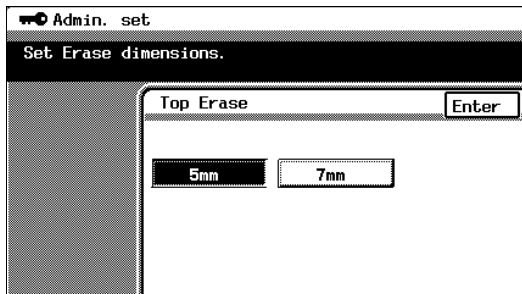 Admin. set
Set Erase dimensions.
Top Erase
Enter
5mm 7mm